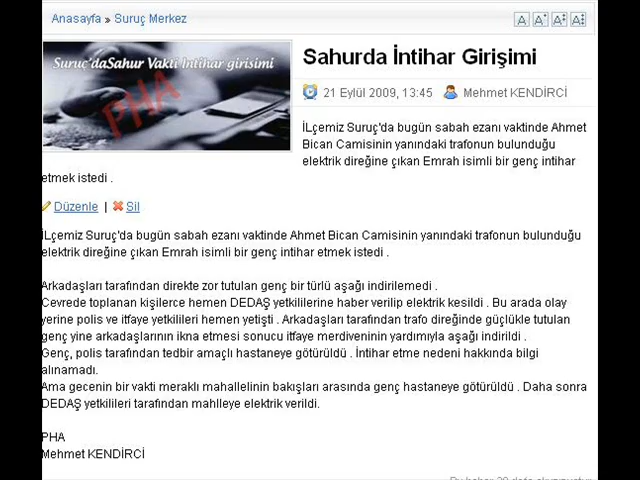 Anasayfa » Suruç Merkez
A A A A
Suruç'daSahur Vakti İntihar girisimi
PHA
Sahurda İntihar Girişimi
21 Eylül 2009, 13:45 Mehmet KENDİRCİ
İLçemiz Suruç'da bugün sabah ezanı vaktinde Ahmet
Bican Camisinin yanındaki trafonun bulunduğu
elektrik direğine çıkan Emrah isimli bir genç intihar
etmek istedi .
Düzenle | Sil
İLçemiz Suruç'da bugün sabah ezanı vaktinde Ahmet Bican Camisinin yanındaki trafonun bulunduğu
elektrik direğine çıkan Emrah isimli bir genç intihar etmek istedi .
Arkadaşları tarafından direkte zor tutulan genç bir türlü aşağı indirilemedi .
Cevrede toplanan kişilerce hemen DEDAŞ yetkililerine haber verilip elektrik kesildi . Bu arada olay
yerine polis ve itfaye yetkilileri hemen yetişti . Arkadaşları tarafından trafo direğinde güçlükle tutulan
genç yine arkadaşlarının ikna etmesi sonucu itfaye merdiveninin yardımıyla aşağı indirildi .
Genç, polis tarafından tedbir amaçlı hastaneye götürüldü . İntihar etme nedeni hakkında bilgi
alınamadı.
Ama gecenin bir vakti meraklı mahallelinin bakışları arasında genç hastaneye götürüldü . Daha sonra
DEDAŞ yetkilileri tarafından mahlleye elektrik verildi.
PHA
Mehmet KENDİRCİ